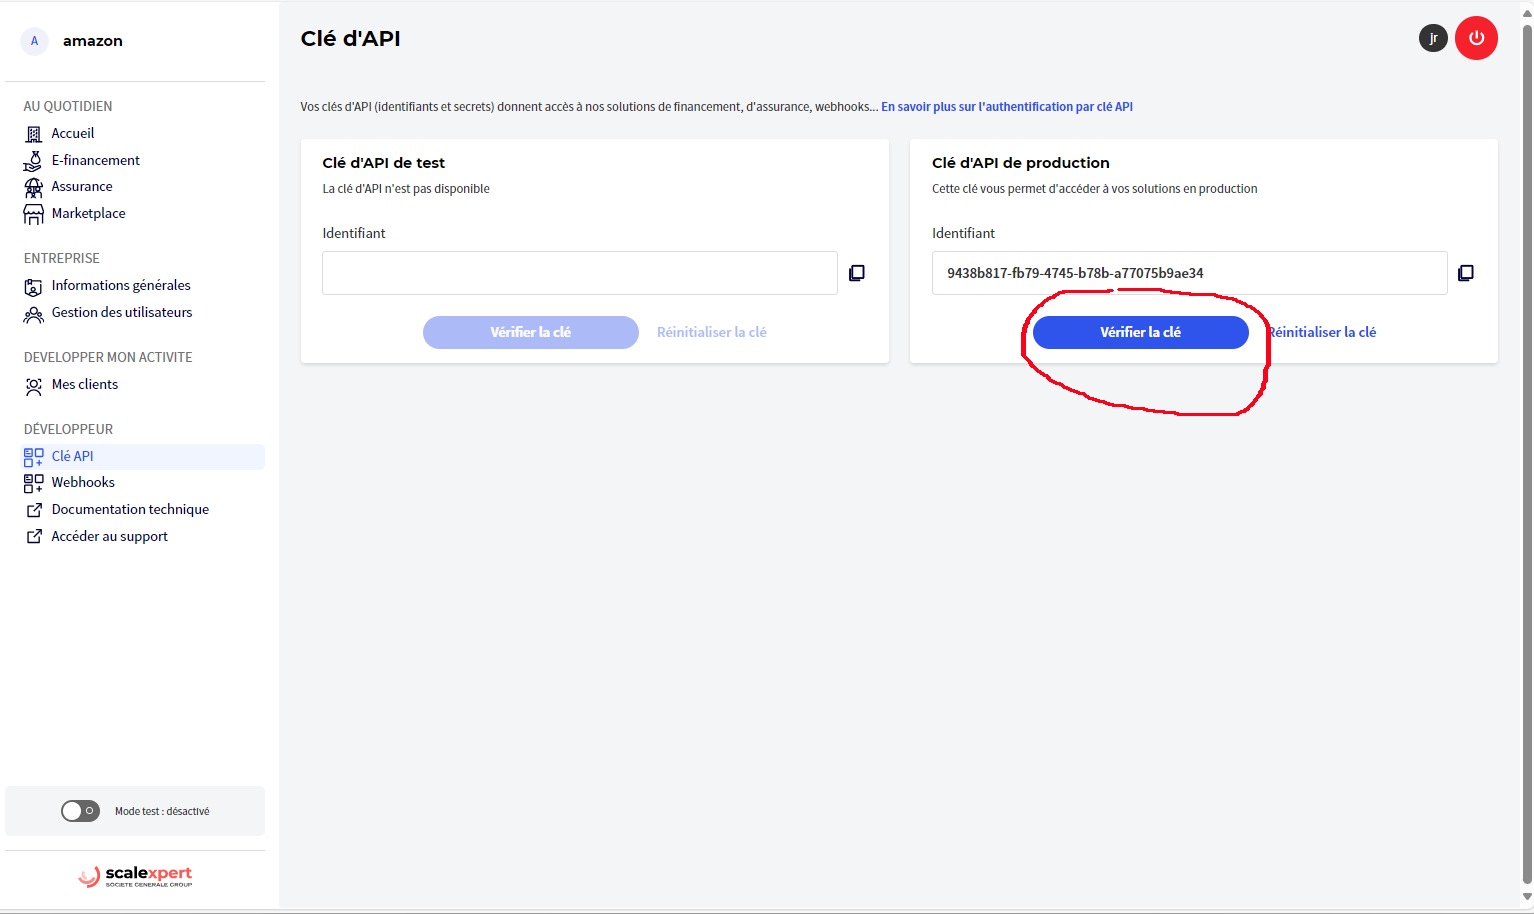 A
amazon
AU QUOTIDIEN
Accueil
E-financement
Assurance
Marketplace
ENTREPRISE
Informations générales
Gestion des utilisateurs
DEVELOPPER MON ACTIVITE
Mes clients
DÉVELOPPEUR
Clé API
Webhooks
Documentation technique
Accéder au support
Mode test : désactivé
scalexpert
SOCIETE GENERALE GROUP
Clé d'API
jr
Vos clés d'API (identifiants et secrets) donnent accès à nos solutions de financement, d'assurance, webhooks... En savoir plus sur l'authentification par clé API
Clé d'API de test
La clé d'API n'est pas disponible
Identifiant
Vérifier la clé
Réinitialiser la clé
Clé d'API de production
Cette clé vous permet d'accéder à vos solutions en production
Identifiant
9438b817-fb79-4745-b78b-a77075b9ae34
Vérifier la clé
Réinitialiser la clé